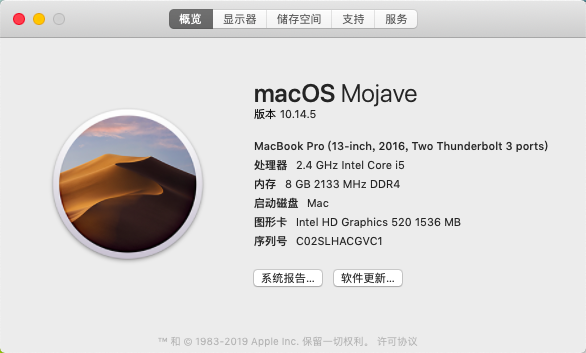 概览 显示器 储存空间 支持 服务
macOS Mojave
版本 10.14.5
MacBook Pro (13-inch, 2016, Two Thunderbolt 3 ports)
处理器 2.4 GHz Intel Core i5
内存 8 GB 2133 MHz DDR4
启动磁盘 Mac
图形卡 Intel HD Graphics 520 1536 MB
序列号 C02SLHACGVC1
系统报告... 软件更新...
™ 和 © 1983-2019 Apple Inc. 保留一切权利。 许可协议